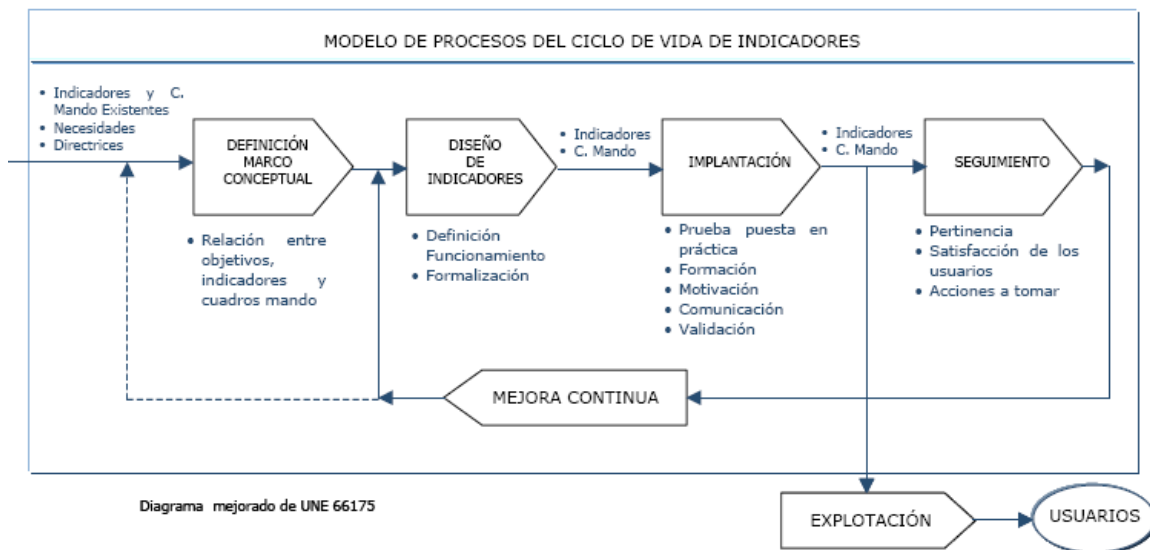 MODELO DE PROCESOS DEL CICLO DE VIDA DE INDICADORES
• Indicadores y C.
Mando Existentes
• Necesidades
• Directrices
DEFINICIÓN
MARCO
CONCEPTUAL
• Relación entre
objetivos,
indicadores y
cuadros mando
DISEÑO
DE
INDICADORES
• Definición
Funcionamiento
• Formalización
• Indicadores
• C. Mando
IMPLANTACIÓN
• Prueba puesta en
práctica
• Formación
• Motivación
• Comunicación
• Validación
• Indicadores
• C. Mando
SEGUIMIENTO
• Pertinencia
• Satisfacción de los
usuarios
• Acciones a tomar
MEJORA CONTINUA
Diagrama mejorado de UNE 66175
EXPLOTACIÓN
USUARIOS